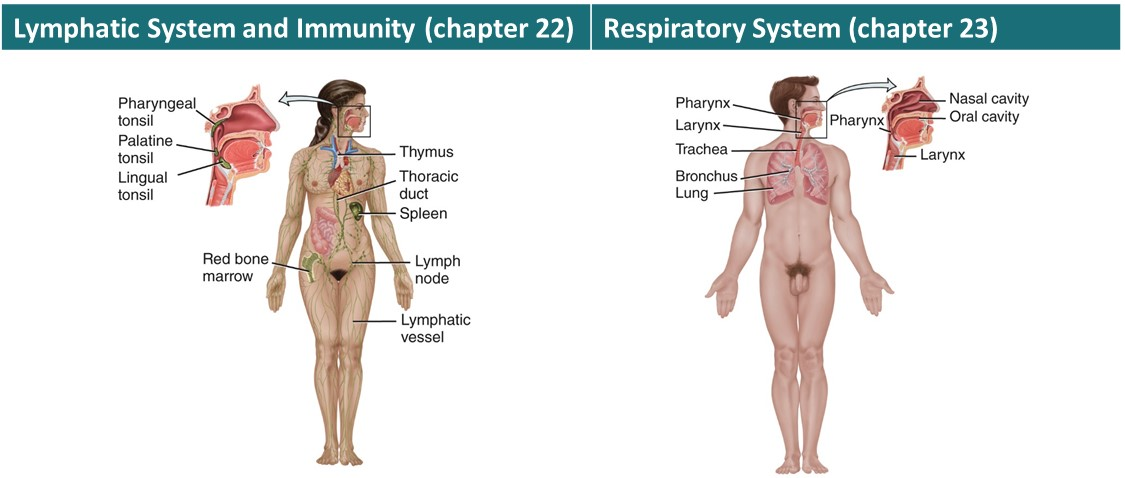 Lymphatic System and Immunity (chapter 22)
Pharyngeal
tonsil
Palatine
tonsil
Lingual
tonsil
Thymus
Thoracic
duct
Spleen
Red bone
marrow
Lymph
node
Lymphatic
vessel
Respiratory System (chapter 23)
Pharynx
Larynx
Trachea
Bronchus
Lung
Pharynx
Nasal cavity
Oral cavity
Larynx